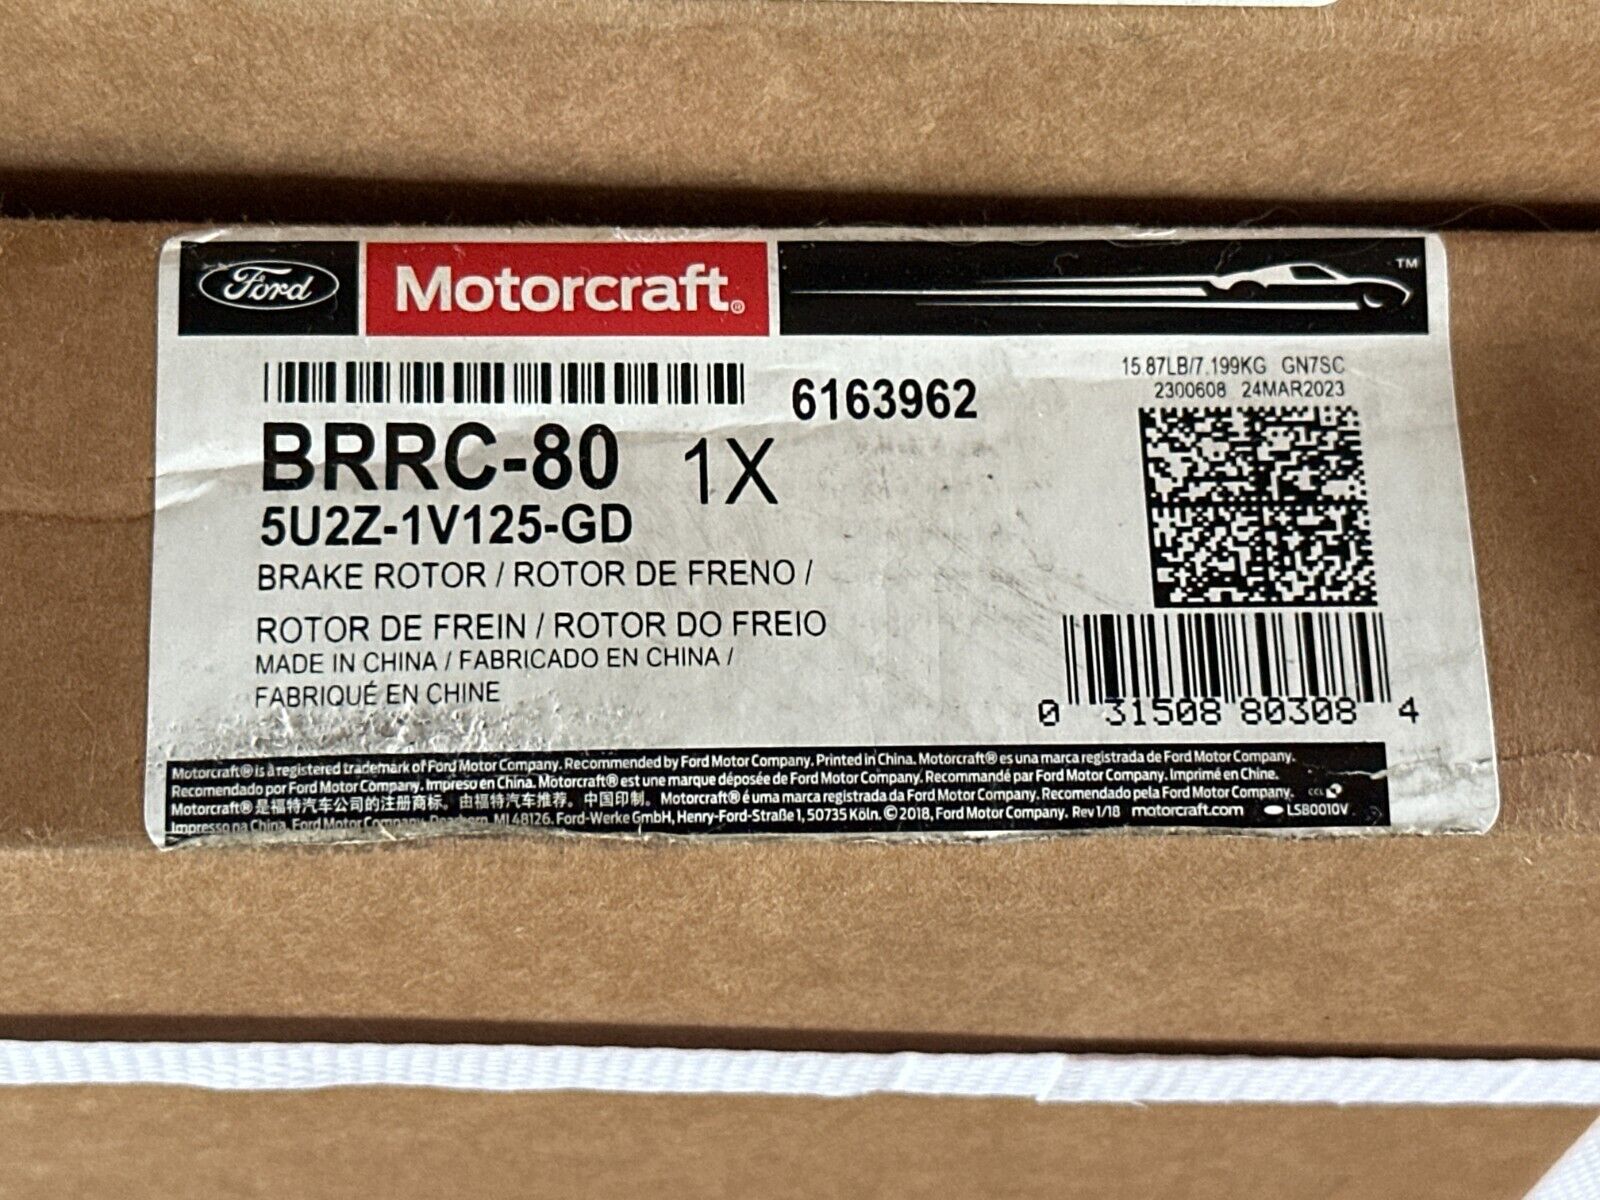 Ford Motorcraft® ™
6163962
15.87LB/7.199KG GN7SC
2300608 24MAR2023
BRRC-80 1X
5U2Z-1V125-GD
BRAKE ROTOR / ROTOR DE FRENO /
ROTOR DE FREIN / ROTOR DO FREIO
MADE IN CHINA / FABRICADO EN CHINA /
FABRIQUÉ EN CHINE
0 31508 80308 4
Motorcraft® is a registered trademark of Ford Motor Company. Recommended by Ford Motor Company. Printed in China. Motorcraft® es una marca registrada de Ford Motor Company.
Recomendado por Ford Motor Company. Impreso en China. Motorcraft® est une marque déposée de Ford Motor Company. Recommandé par Ford Motor Company. Imprimé en Chine.
Motorcraft® 是福特汽车公司的注册商标。由福特汽车推荐。中国印制。 Motorcraft® é uma marca registrada da Ford Motor Company. Recomendado pela Ford Motor Company. CCL
Impresso na China. Ford Motor Company, Dearborn, MI 48126. Ford-Werke GmbH, Henry-Ford-Straße 1, 50735 Köln. © 2018, Ford Motor Company. Rev 1/18 motorcraft.com LSB0010V